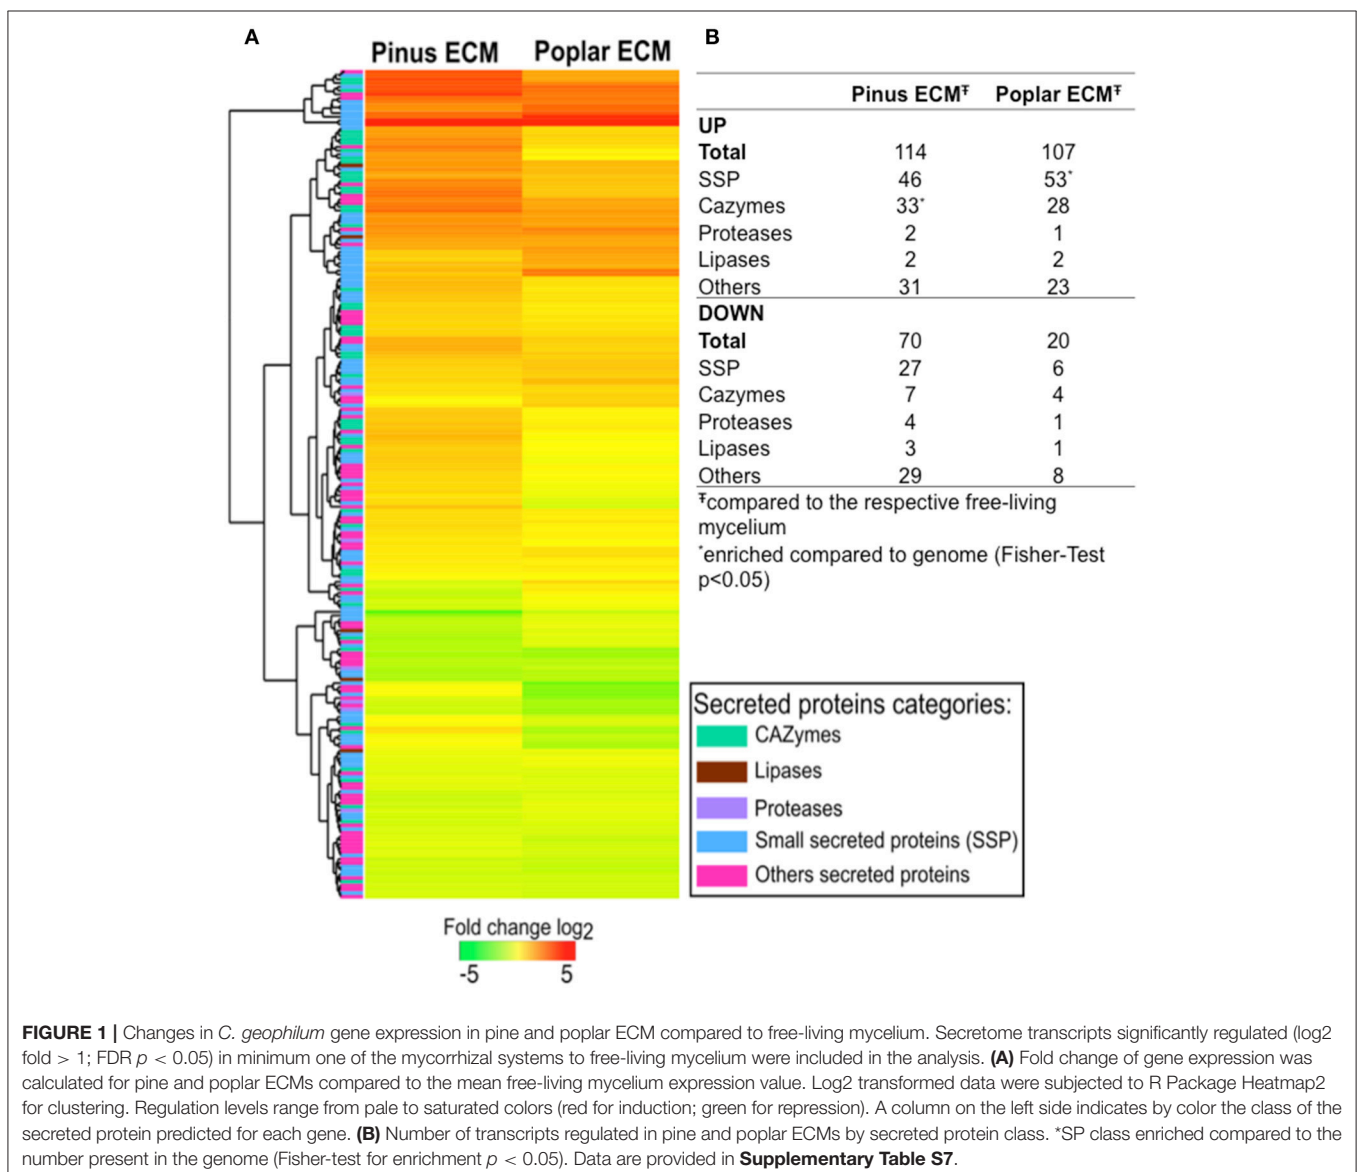 A
B
Pinus ECM Poplar ECM
Pinus ECMŦ Poplar ECMŦ
UP
Total 114 107
SSP 46 53*
Cazymes 33* 28
Proteases 2 1
Lipases 2 2
Others 31 23
DOWN
Total 70 20
SSP 27 6
Cazymes 7 4
Proteases 4 1
Lipases 3 1
Others 29 8
Ŧcompared to the respective free-living
mycelium
*enriched compared to genome (Fisher-Test
p<0.05)
Secreted proteins categories:
CAZymes
Lipases
Proteases
Small secreted proteins (SSP)
Others secreted proteins
Fold change log2
-5 5
FIGURE 1 | Changes in C. geophilum gene expression in pine and poplar ECM compared to free-living mycelium. Secretome transcripts significantly regulated (log2
fold > 1; FDR p < 0.05) in minimum one of the mycorrhizal systems to free-living mycelium were included in the analysis. (A) Fold change of gene expression was
calculated for pine and poplar ECMs compared to the mean free-living mycelium expression value. Log2 transformed data were subjected to R Package Heatmap2
for clustering. Regulation levels range from pale to saturated colors (red for induction; green for repression). A column on the left side indicates by color the class of the
secreted protein predicted for each gene. (B) Number of transcripts regulated in pine and poplar ECMs by secreted protein class. *SP class enriched compared to the
number present in the genome (Fisher-test for enrichment p < 0.05). Data are provided in Supplementary Table S7.